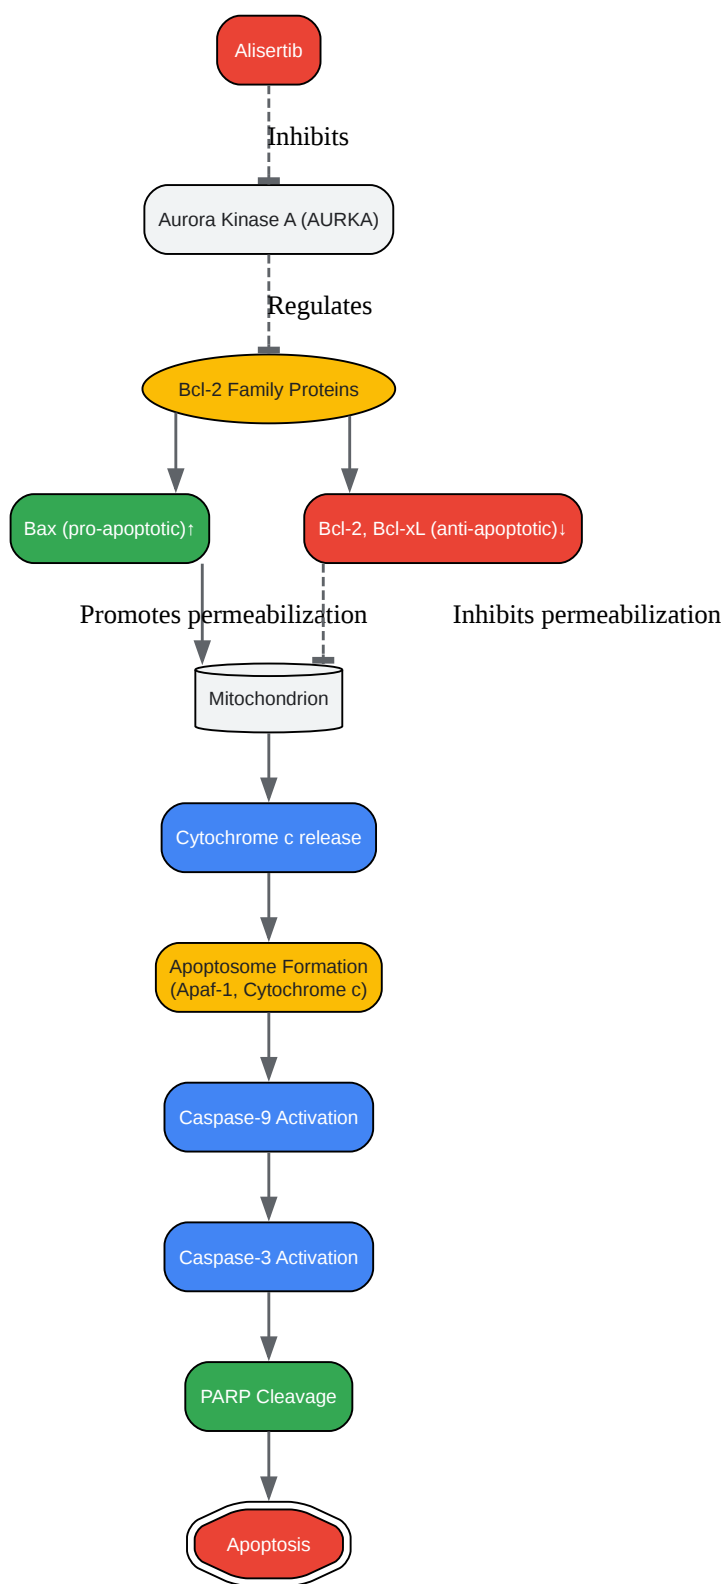 Alisertib
Inhibits
Aurora Kinase A (AURKA)
Regulates
Bcl-2 Family Proteins
Bax (pro-apoptotic)↑
Bcl-2, Bcl-xL (anti-apoptotic)↓
Promotes permeabilization
Inhibits permeabilization
Mitochondrion
Cytochrome c release
Apoptosome Formation
(Apaf-1, Cytochrome c)
Caspase-9 Activation
Caspase-3 Activation
PARP Cleavage
Apoptosis